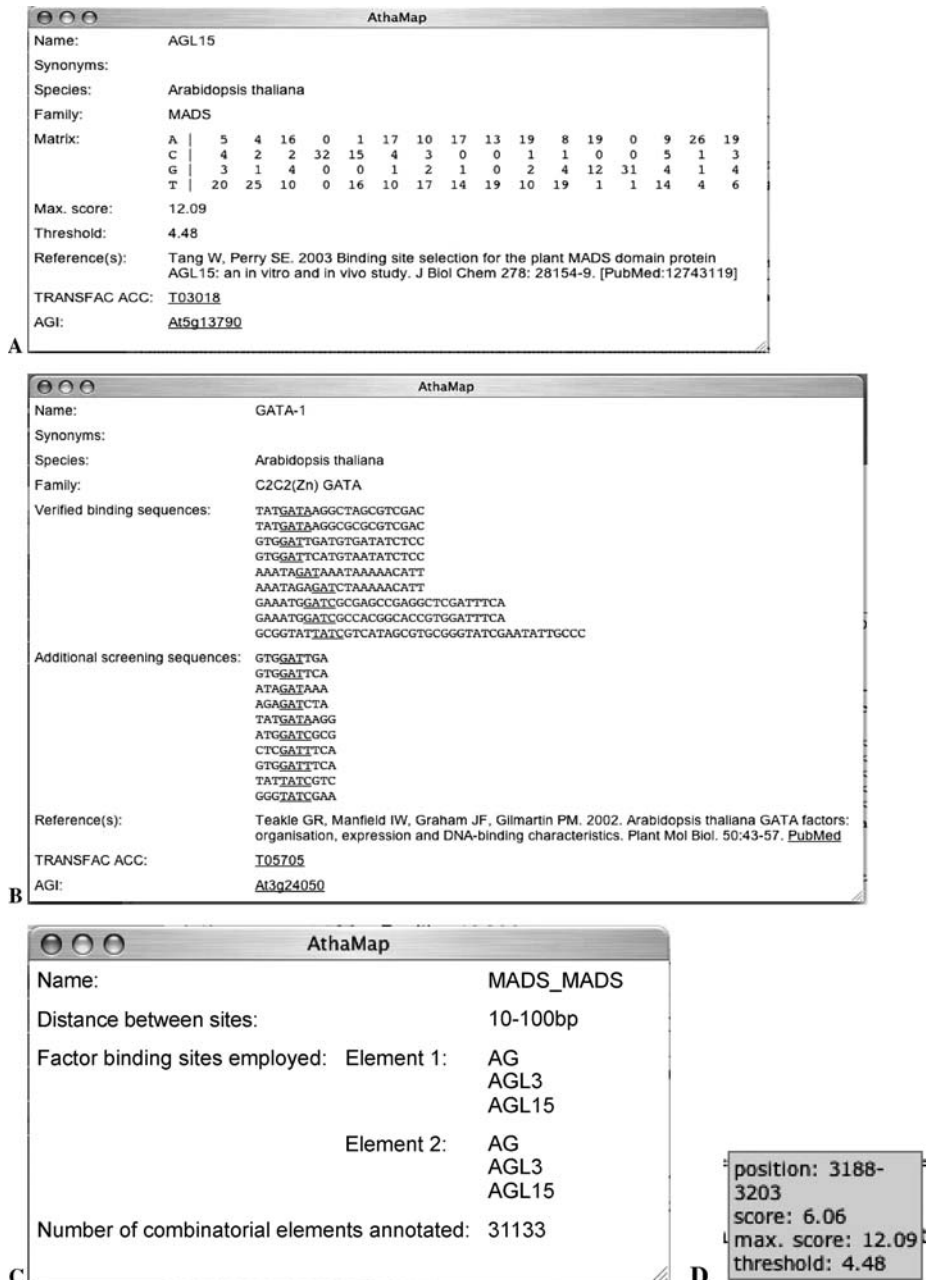 AthaMap
Name: AGL15
Synonyms:
Species: Arabidopsis thaliana
Family: MADS
Matrix: A | 5 4 16 0 1 17 10 17 13 19 8 19 0 9 26 19
C | 4 2 2 32 15 4 3 0 0 1 1 0 0 5 1 3
G | 3 1 4 0 0 1 2 1 0 2 4 12 31 4 1 4
T | 20 25 10 0 16 10 17 14 19 10 19 1 1 14 4 6
Max. score: 12.09
Threshold: 4.48
Reference(s): Tang W, Perry SE. 2003 Binding site selection for the plant MADS domain protein
AGL15: an in vitro and in vivo study. J Biol Chem 278: 28154-9. [PubMed:12743119]
TRANSFAC ACC: T03018
AGI: At5g13790
A
AthaMap
Name: GATA-1
Synonyms:
Species: Arabidopsis thaliana
Family: C2C2(Zn) GATA
Verified binding sequences: TATGATAAGGCTAGCGTCGAC
TATGATAAGGCGCGCGTCGAC
GTGGATTGATGTGATATCTCC
GTGGATTCATGTAATATCTCC
AAATAGATAAATAAAAACATT
AAATAGAGATCTAAAAACATT
GAAATGGATCGCGAGCCGAGGCTCGATTTCA
GAAATGGATCGCCACGGCACCGTGGATTTCA
GCGGTATTATCGTCATAGCGTGCGGGTATCGAATATTGCCC
Additional screening sequences: GTGGATTGA
GTGGATTCA
ATAGATAAA
AGAGATCTA
TATGATAAGG
ATGGATCGCG
CTCGATTTCA
GTGGATTTCA
TATTATCGTC
GGGTATCGAA
Reference(s): Teakle GR, Manfield IW, Graham JF, Gilmartin PM. 2002. Arabidopsis thaliana GATA factors:
organisation, expression and DNA-binding characteristics. Plant Mol Biol. 50:43-57. PubMed
TRANSFAC ACC: T05705
AGI: At3g24050
B
AthaMap
Name: MADS_MADS
Distance between sites: 10-100bp
Factor binding sites employed: Element 1: AG
AGL3
AGL15
Element 2: AG
AGL3
AGL15
Number of combinatorial elements annotated: 31133
C
position: 3188-
3203
score: 6.06
max. score: 12.09
threshold: 4.48
D